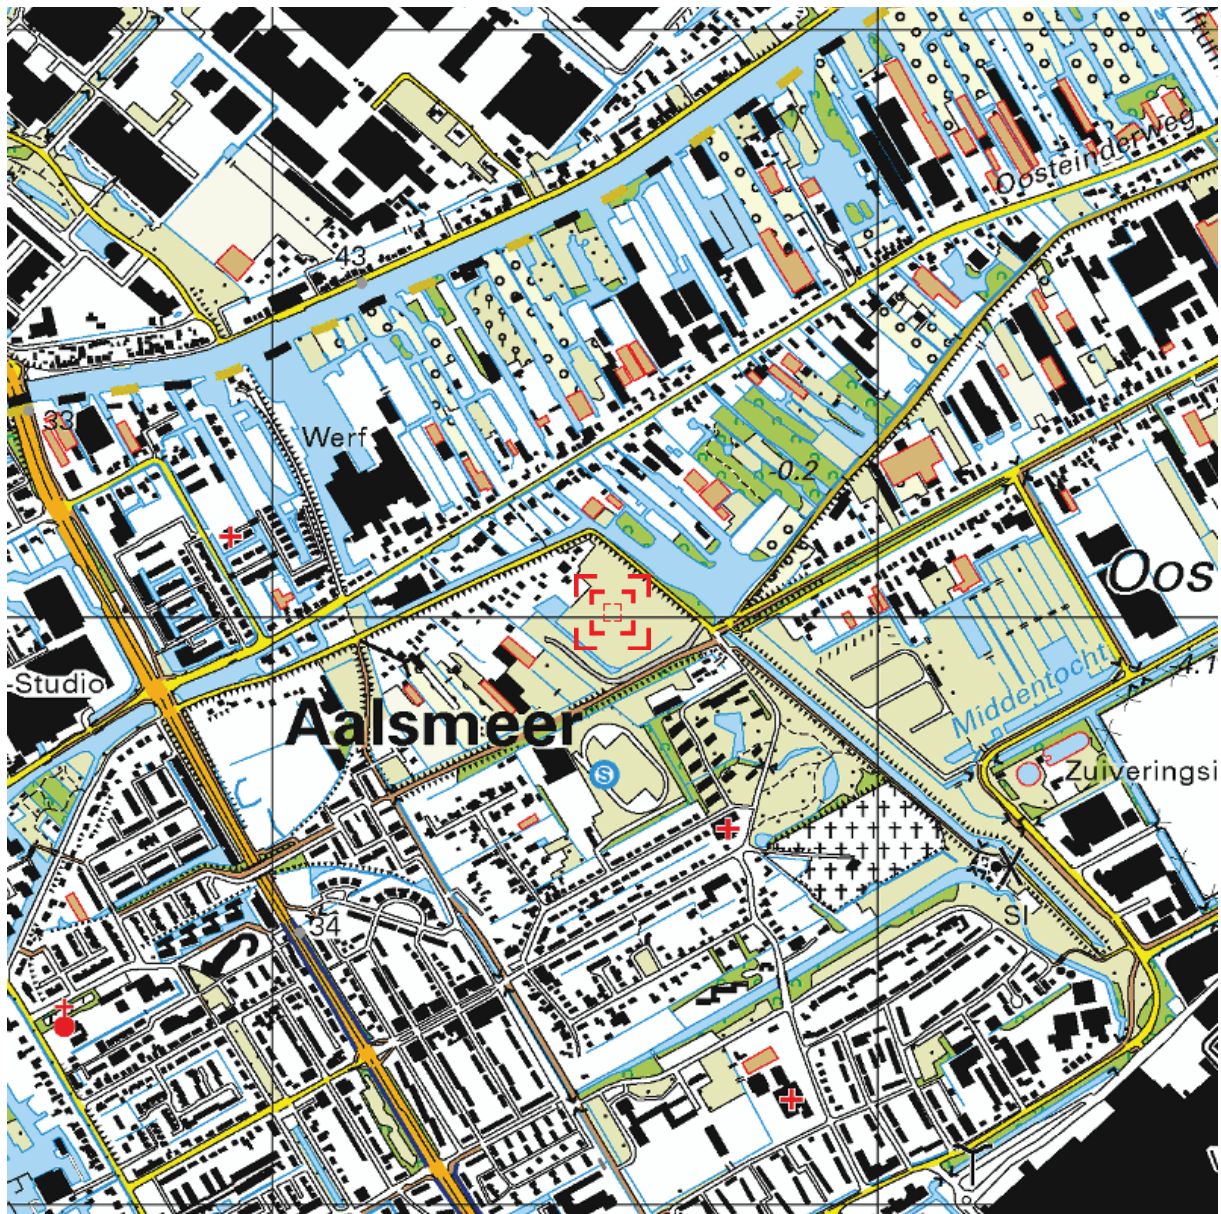 Oosteinderweg
43
33
Werf
-0.2
Oos
Studio
Middentocht
-4.1
Aalsmeer
S
Zuiveringsi
34
Sl